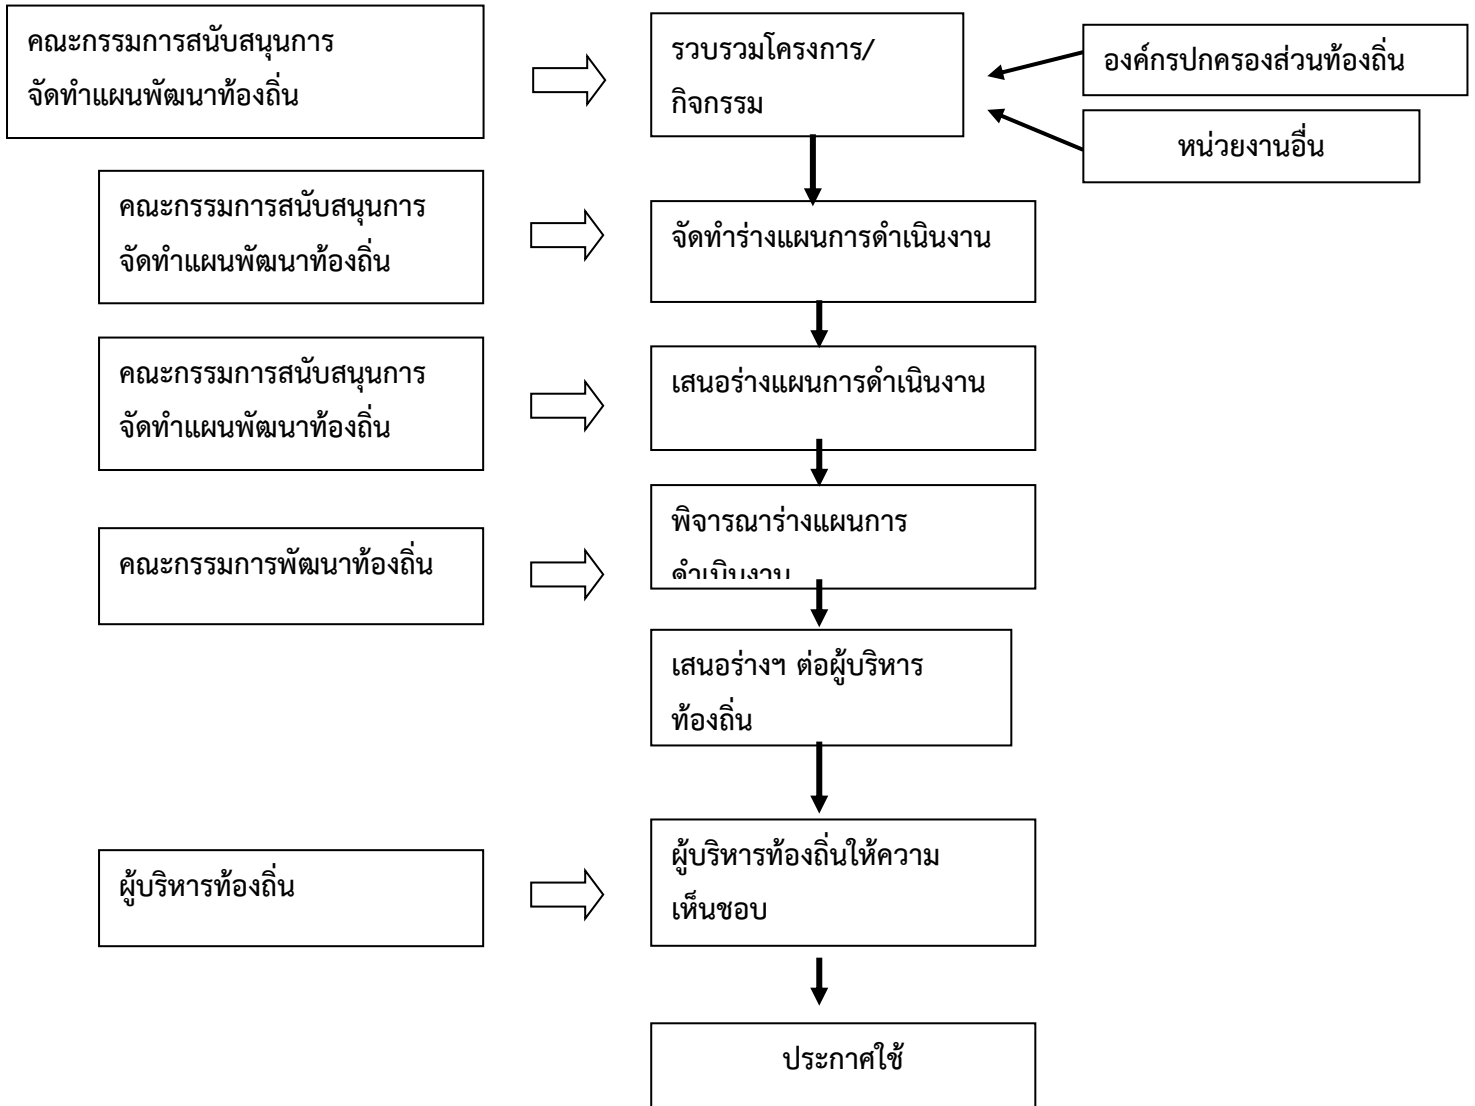 คณะกรรมการสนับสนุนการ
จัดทำแผนพัฒนาท้องถิ่น
รวบรวมโครงการ/
กิจกรรม
องค์กรปกครองส่วนท้องถิ่น
หน่วยงานอื่น
คณะกรรมการสนับสนุนการ
จัดทำแผนพัฒนาท้องถิ่น
จัดทำร่างแผนการดำเนินงาน
คณะกรรมการสนับสนุนการ
จัดทำแผนพัฒนาท้องถิ่น
เสนอร่างแผนการดำเนินงาน
คณะกรรมการพัฒนาท้องถิ่น
พิจารณาร่างแผนการ
ดำเนินงาน
เสนอร่างฯ ต่อผู้บริหาร
ท้องถิ่น
ผู้บริหารท้องถิ่น
ผู้บริหารท้องถิ่นให้ความ
เห็นชอบ
ประกาศใช้